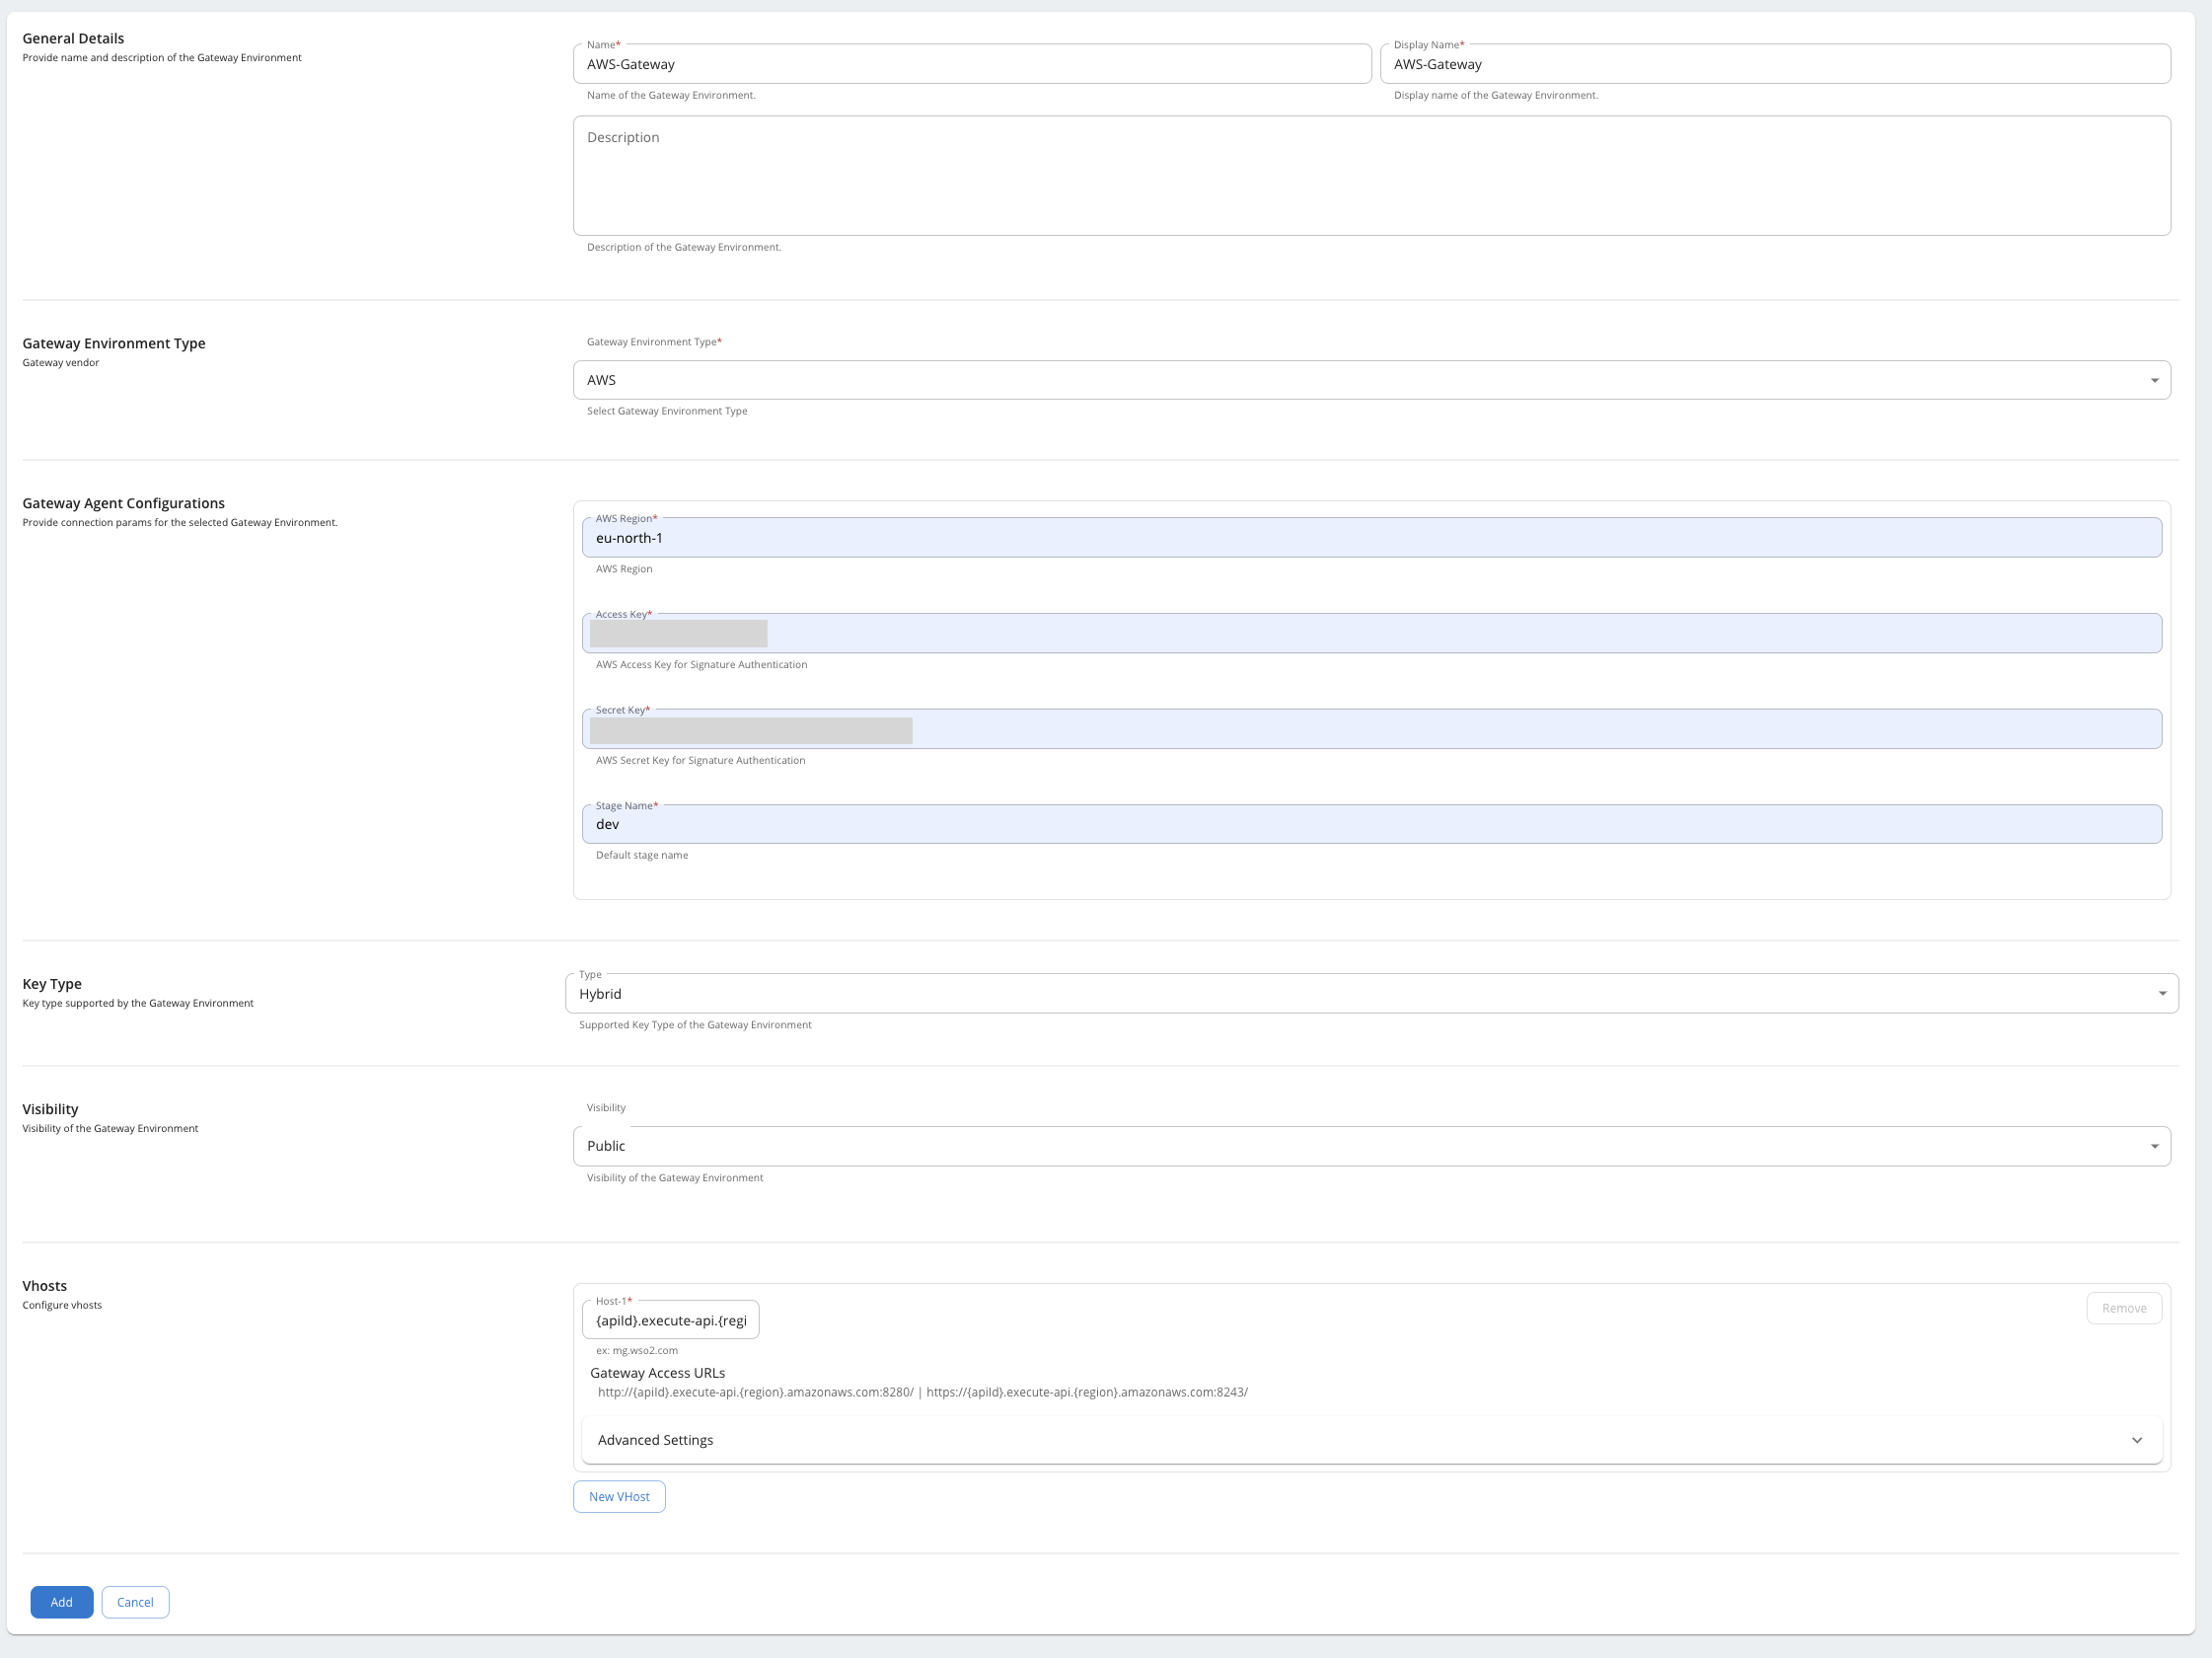 General Details
Provide name and description of the Gateway Environment
Name*
AWS-Gateway
Name of the Gateway Environment.
Display Name*
AWS-Gateway
Display name of the Gateway Environment.
Description
Description of the Gateway Environment.
Gateway Environment Type
Gateway vendor
Gateway Environment Type*
AWS
Select Gateway Environment Type
Gateway Agent Configurations
Provide connection params for the selected Gateway Environment.
AWS Region*
eu-north-1
AWS Region
Access Key*
AWS Access Key for Signature Authentication
Secret Key*
AWS Secret Key for Signature Authentication
Stage Name*
dev
Default stage name
Key Type
Key type supported by the Gateway Environment
Type
Hybrid
Supported Key Type of the Gateway Environment
Visibility
Visibility of the Gateway Environment
Visibility
Public
Visibility of the Gateway Environment
Vhosts
Configure vhosts
Host-1*
{apiId}.execute-api.{regi
Remove
ex: mg.wso2.com
Gateway Access URLs
http://{apiId}.execute-api.{region}.amazonaws.com:8280/ | https://{apiId}.execute-api.{region}.amazonaws.com:8243/
Advanced Settings
New VHost
Add
Cancel